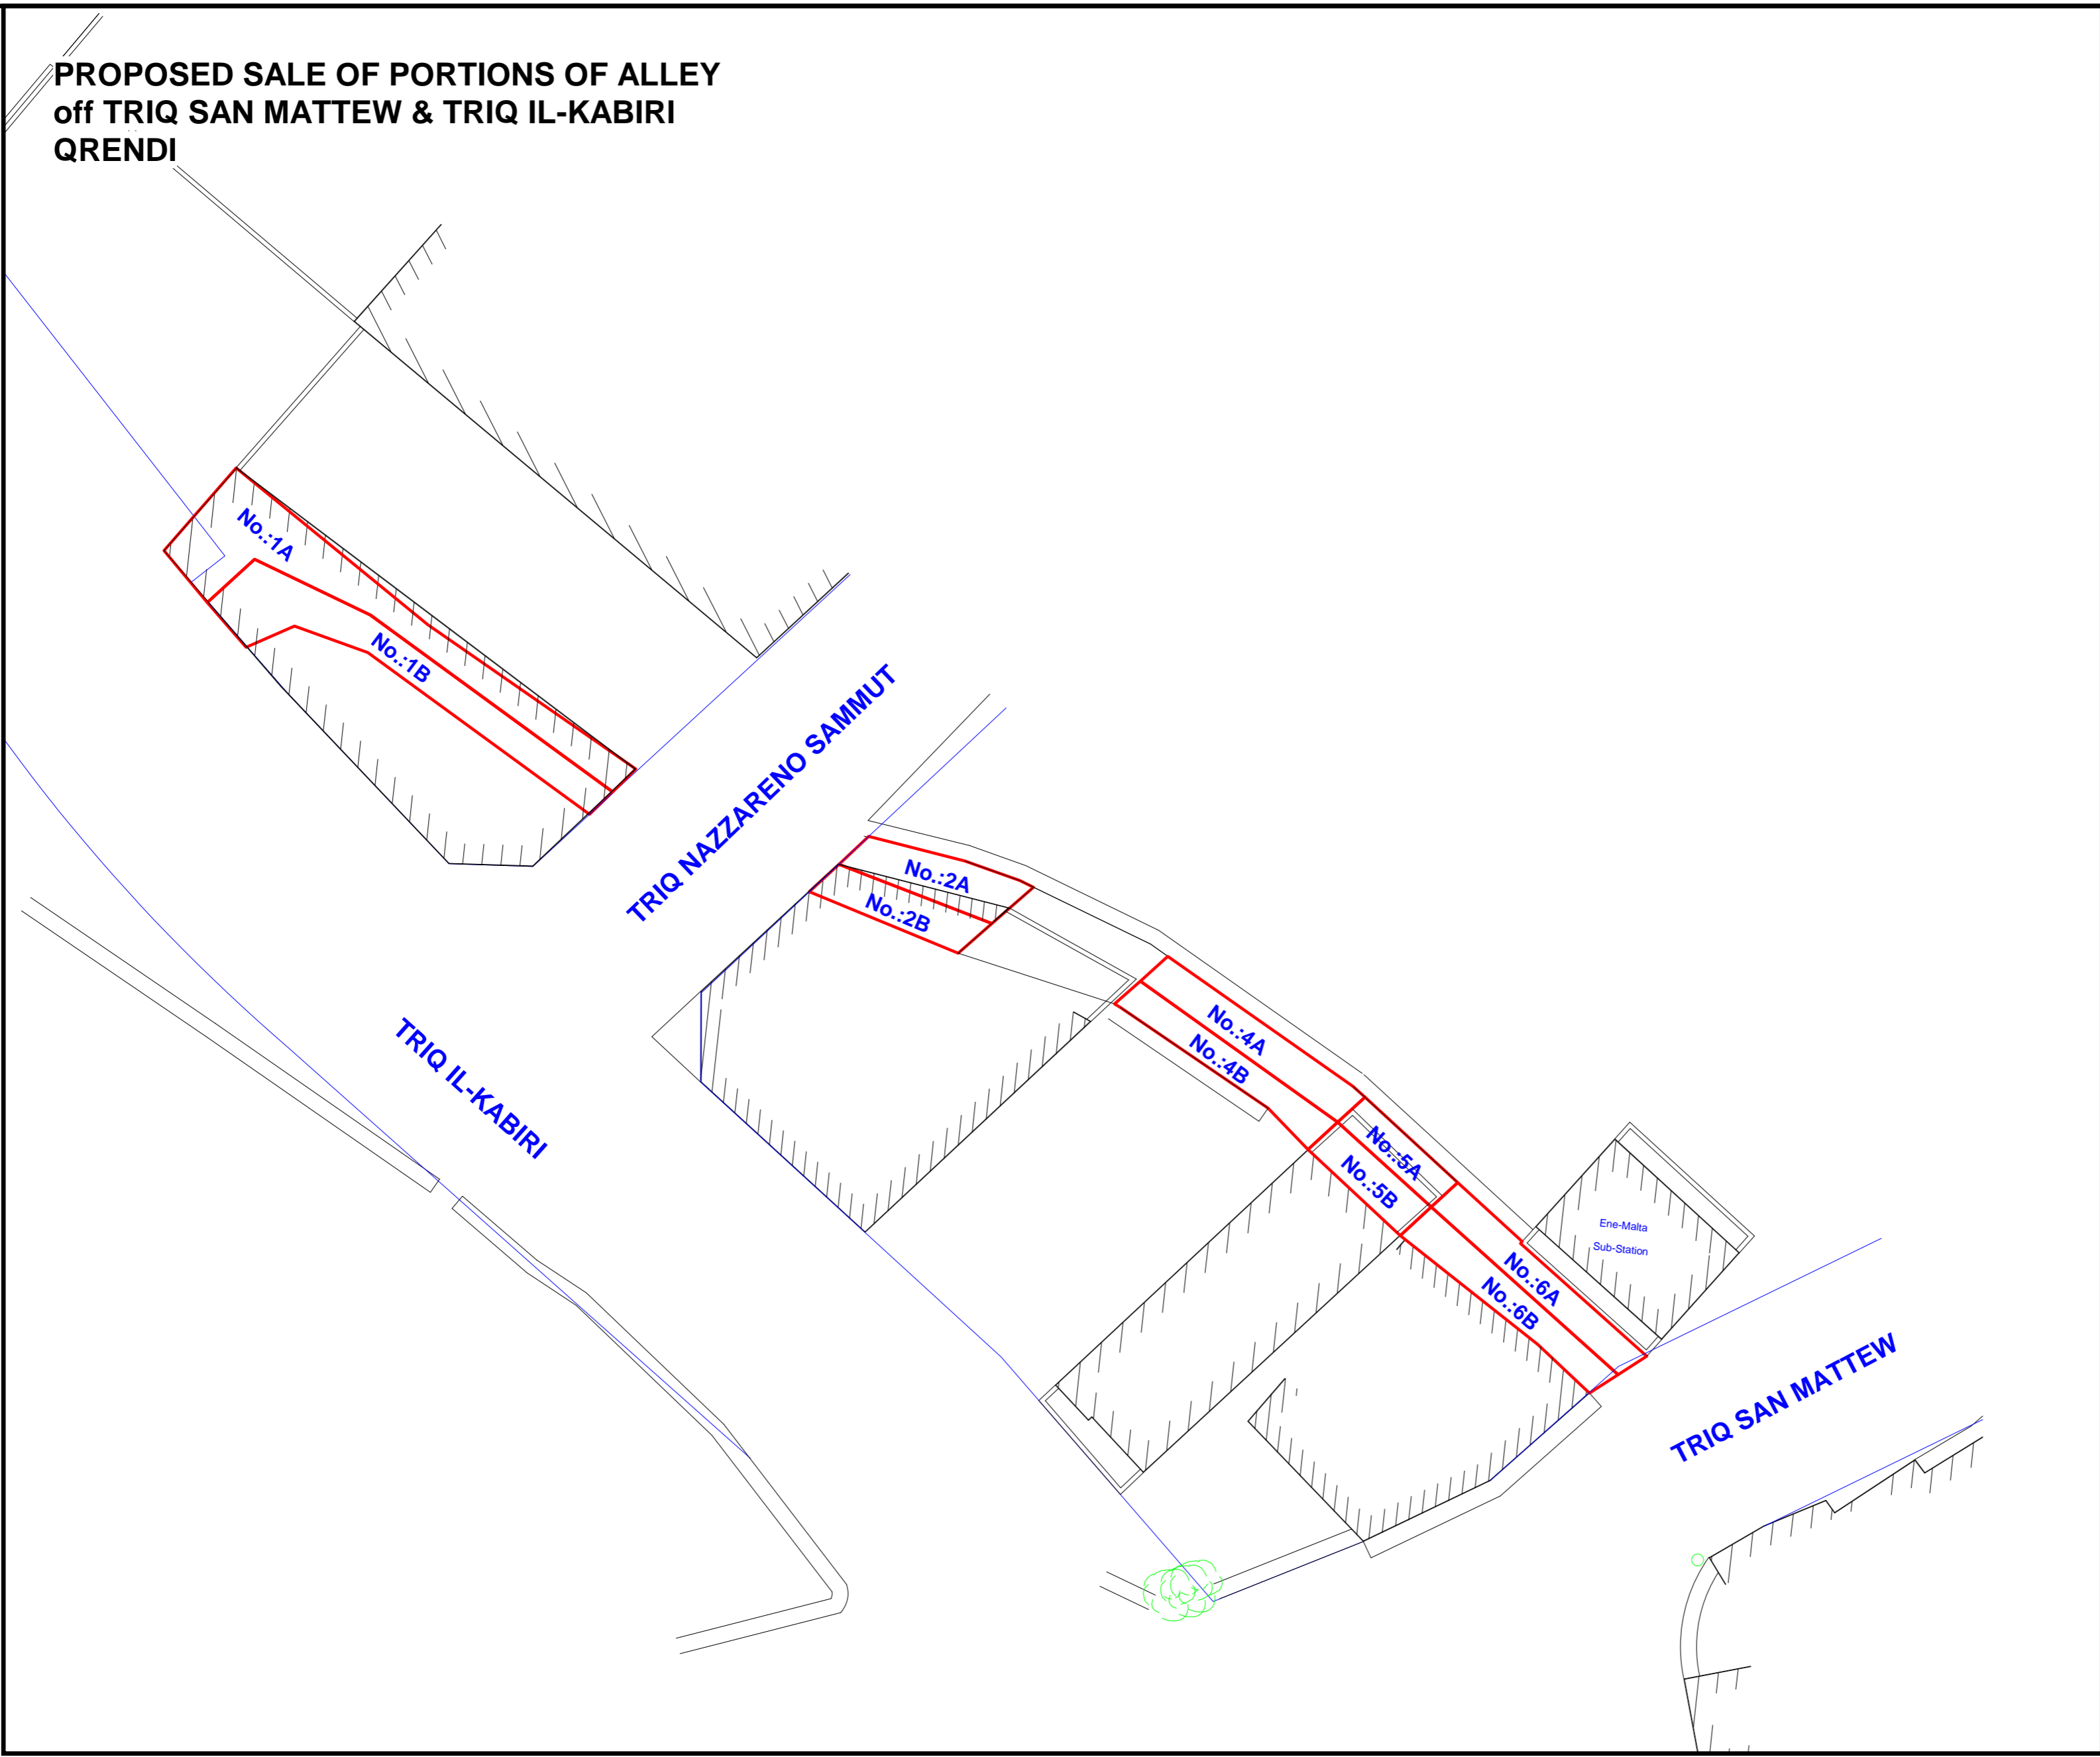 PROPOSED SALE OF PORTIONS OF ALLEY
off TRIQ SAN MATTEW & TRIQ IL-KABIRI
QRENDI
No.:1A
No.:1B
TRIQ NAZZARENO SAMMUT
No.:2A
No.:2B
TRIQ IL-KABIRI
No.:4A
No.:4B
No.:5A
No.:5B
Ene-Malta
Sub-Station
No.:6A
No.:6B
TRIQ SAN MATTEW